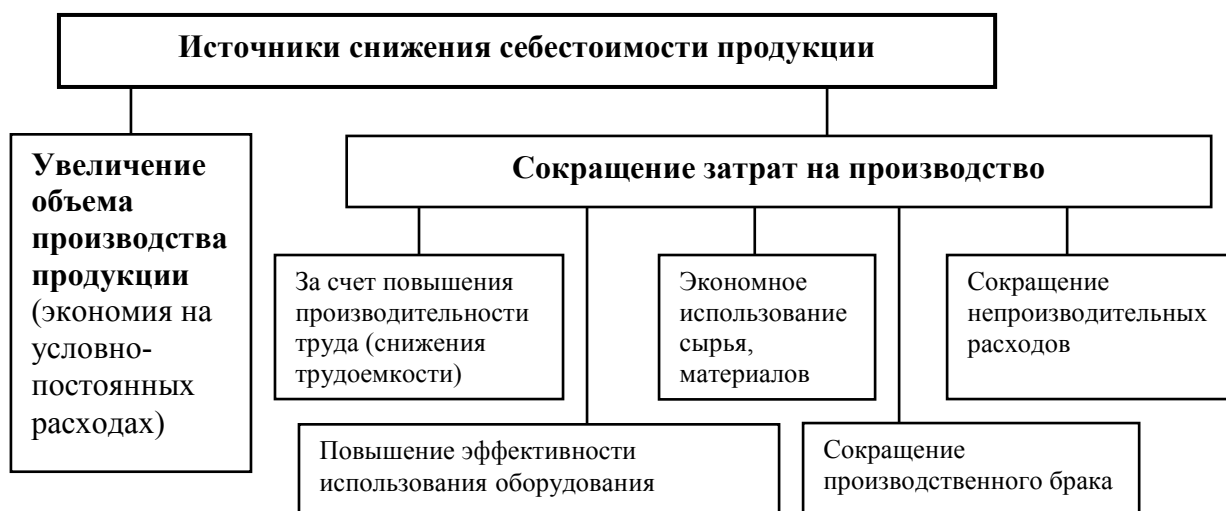 Источники снижения себестоимости продукции
Увеличение
объема
производства
продукции
(экономия на
условно-
постоянных
расходах)
Сокращение затрат на производство
За счет повышения
производительности
труда (снижения
трудоемкости)
Экономное
использование
сырья,
материалов
Сокращение
непроизводительных
расходов
Повышение эффективности
использования оборудования
Сокращение
производственного брака